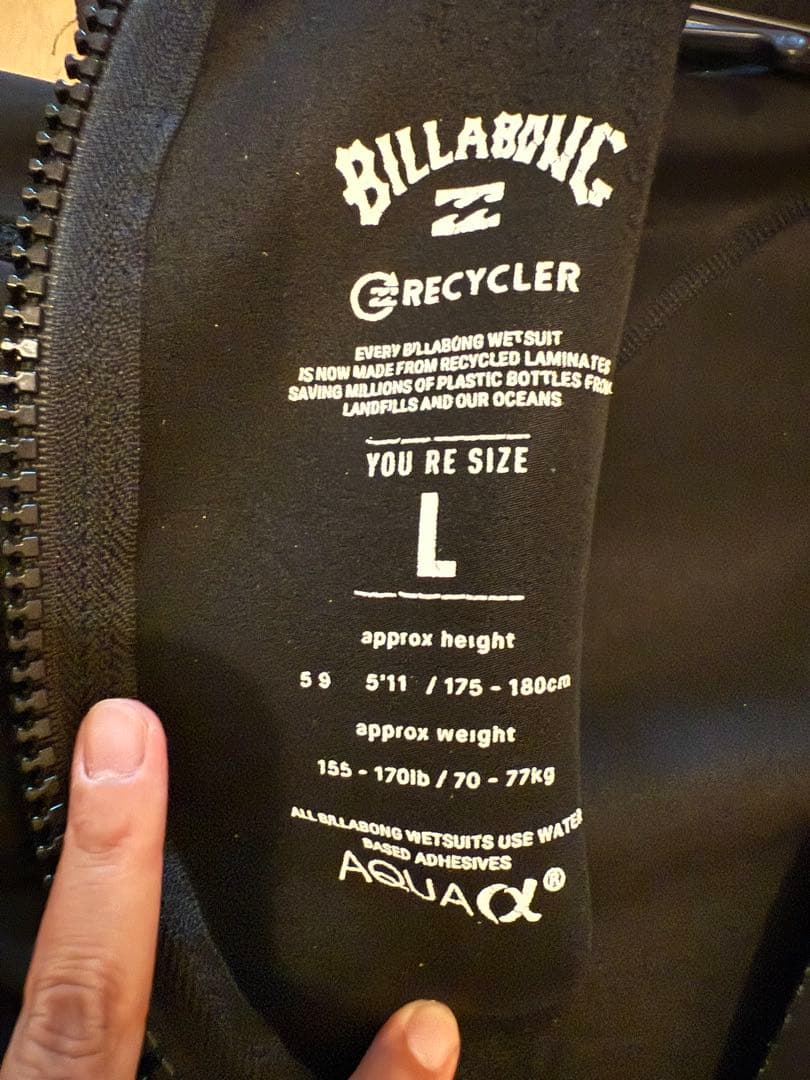 BILLABONG
RECYCLER
EVERY BILLABONG WETSUIT
IS NOW MADE FROM RECYCLED LAMINATES
SAVING MILLIONS OF PLASTIC BOTTLES FROM
LANDFILLS AND OUR OCEANS
YOU RE SIZE
L
approx height
5 9 5'11 / 175 - 180cm
approx weight
155 - 170lb / 70 - 77kg
ALL BILLABONG WETSUITS USE WATER
BASED ADHESIVES
AQUA α®